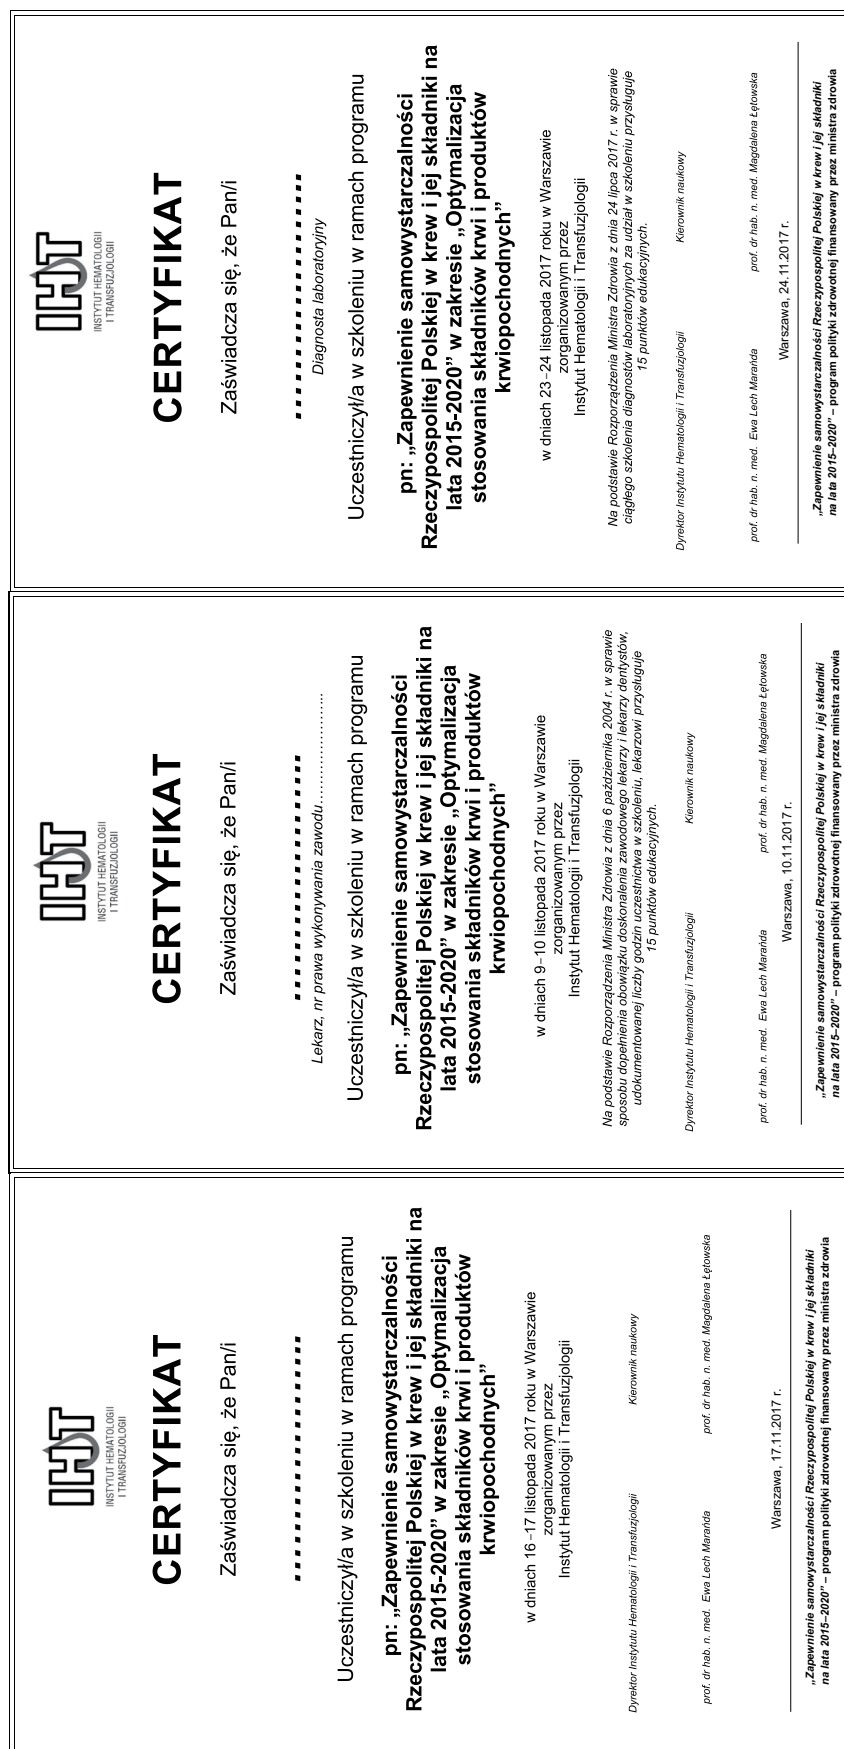 IHiT
INSTYTUT HEMATOLOGII
I TRANSFUZJOLOGII
CERTYFIKAT
Zaświadcza się, że Pan/i
........................
Diagnosta laboratoryjny
Uczestniczył/a w szkoleniu w ramach programu
pn: „Zapewnienie samowystarczalności
Rzeczypospolitej Polskiej w krew i jej składniki na
lata 2015-2020” w zakresie „Optymalizacja
stosowania składników krwi i produktów
krwiopochodnych”
w dniach 23–24 listopada 2017 roku w Warszawie
zorganizowanym przez
Instytut Hematologii i Transfuzjologii
Na podstawie Rozporządzenia Ministra Zdrowia z dnia 24 lipca 2017 r. w sprawie
ciągłego szkolenia diagnostów laboratoryjnych za udział w szkoleniu przysługuje
15 punktów edukacyjnych.
Dyrektor Instytutu Hematologii i Transfuzjologii Kierownik naukowy
prof. dr hab. n. med. Ewa Lech Marańda prof. dr hab. n. med. Magdalena Łętowska
Warszawa, 24.11.2017 r.
„Zapewnienie samowystarczalności Rzeczypospolitej Polskiej w krew i jej składniki
na lata 2015–2020” – program polityki zdrowotnej finansowany przez ministra zdrowia
IHiT
INSTYTUT HEMATOLOGII
I TRANSFUZJOLOGII
CERTYFIKAT
Zaświadcza się, że Pan/i
........................
Lekarz, nr prawa wykonywania zawodu…………………..
Uczestniczył/a w szkoleniu w ramach programu
pn: „Zapewnienie samowystarczalności
Rzeczypospolitej Polskiej w krew i jej składniki na
lata 2015-2020” w zakresie „Optymalizacja
stosowania składników krwi i produktów
krwiopochodnych”
w dniach 9–10 listopada 2017 roku w Warszawie
zorganizowanym przez
Instytut Hematologii i Transfuzjologii
Na podstawie Rozporządzenia Ministra Zdrowia z dnia 6 października 2004 r. w sprawie
sposobu dopełnienia obowiązku doskonalenia zawodowego lekarzy i lekarzy dentystów,
udokumentowanej liczby godzin uczestnictwa w szkoleniu, lekarzowi przysługuje
15 punktów edukacyjnych.
Dyrektor Instytutu Hematologii i Transfuzjologii Kierownik naukowy
prof. dr hab. n. med. Ewa Lech Marańda prof. dr hab. n. med. Magdalena Łętowska
Warszawa, 10.11.2017 r.
„Zapewnienie samowystarczalności Rzeczypospolitej Polskiej w krew i jej składniki
na lata 2015–2020” – program polityki zdrowotnej finansowany przez ministra zdrowia
IHiT
INSTYTUT HEMATOLOGII
I TRANSFUZJOLOGII
CERTYFIKAT
Zaświadcza się, że Pan/i
........................
Uczestniczył/a w szkoleniu w ramach programu
pn: „Zapewnienie samowystarczalności
Rzeczypospolitej Polskiej w krew i jej składniki na
lata 2015-2020” w zakresie „Optymalizacja
stosowania składników krwi i produktów
krwiopochodnych”
w dniach 16–17 listopada 2017 roku w Warszawie
zorganizowanym przez
Instytut Hematologii i Transfuzjologii
Dyrektor Instytutu Hematologii i Transfuzjologii Kierownik naukowy
prof. dr hab. n. med. Ewa Lech Marańda prof. dr hab. n. med. Magdalena Łętowska
Warszawa, 17.11.2017 r.
„Zapewnienie samowystarczalności Rzeczypospolitej Polskiej w krew i jej składniki
na lata 2015–2020” – program polityki zdrowotnej finansowany przez ministra zdrowia